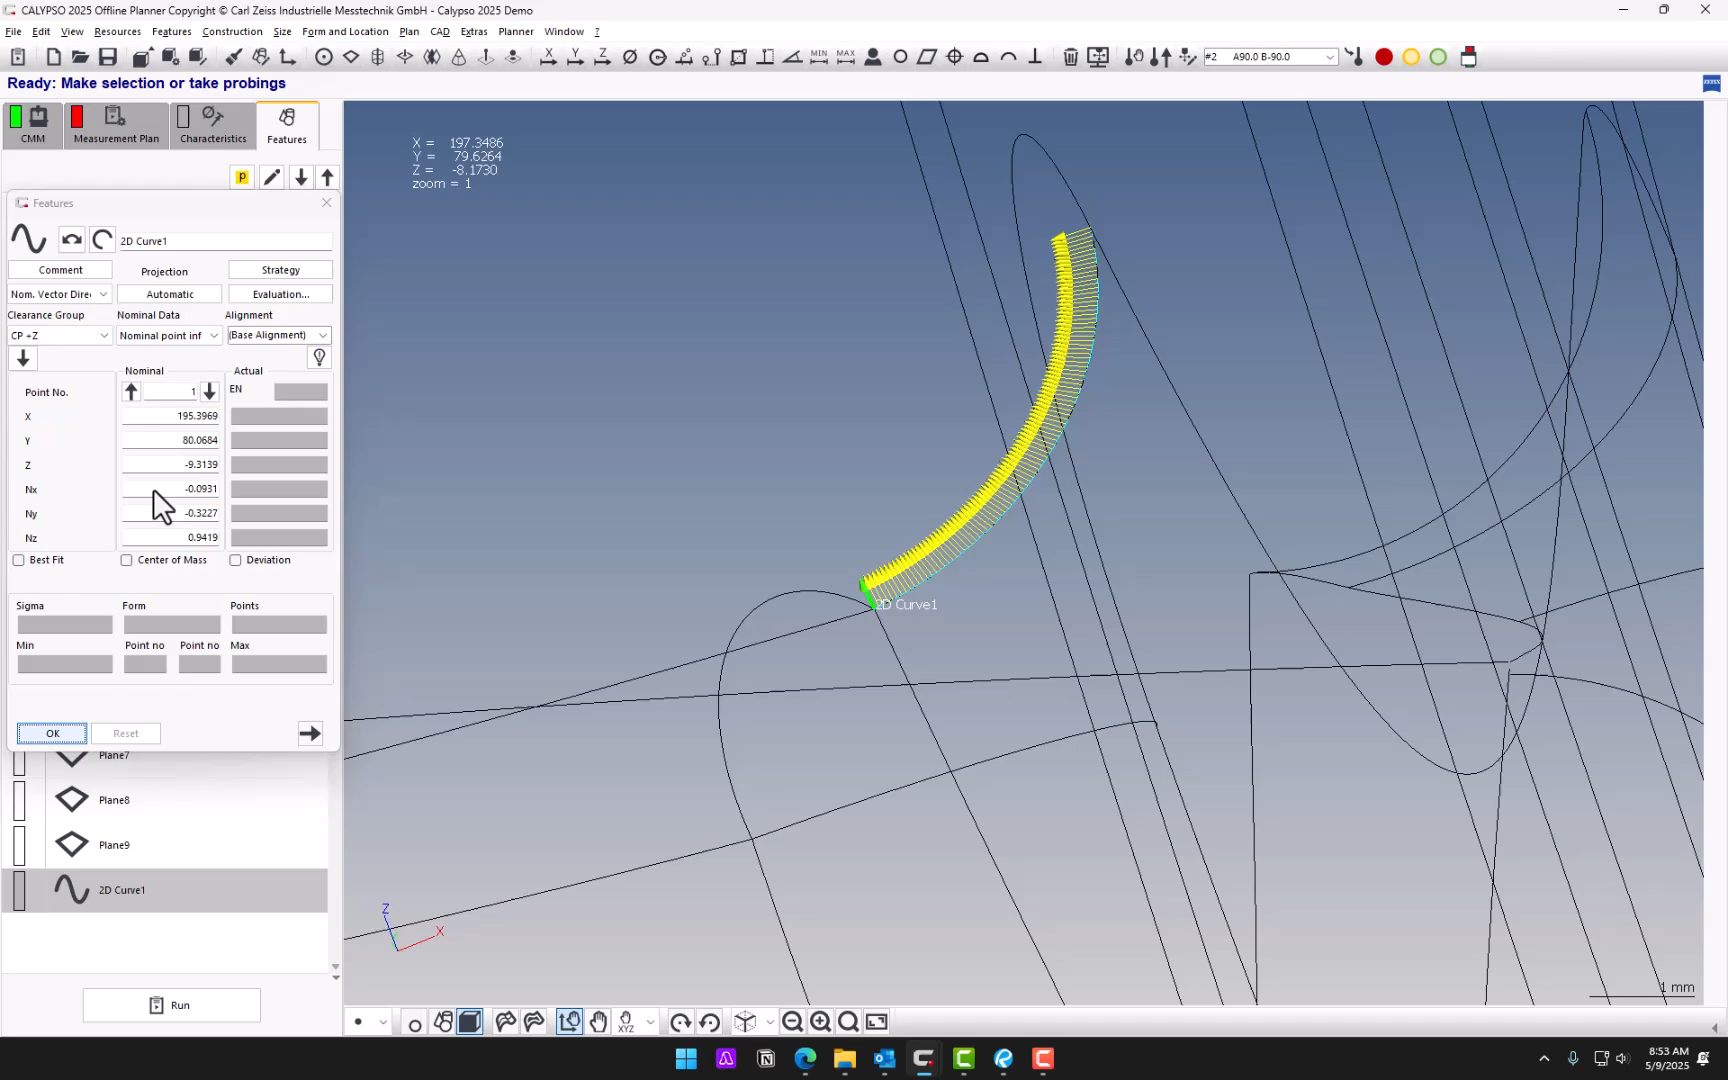 CALYPSO 2025 Offline Planner Copyright © Carl Zeiss Industrielle Messtechnik GmbH - Calypso 2025 Demo
File Edit View Resources Features Construction Size Form and Location Plan CAD Extras Planner Window ?
X Y Z MIN MAX #2 A90.0 B-90.0
Ready: Make selection or take probings
ZEISS
CMM Measurement Plan Characteristics Features
P
Features
2D Curve1
Comment Projection Strategy
Nom. Vector Dire Automatic Evaluation...
Clearance Group Nominal Data Alignment
CP +Z Nominal point inf (Base Alignment)
Nominal Actual
Point No. 1 EN
X 195.3969
Y 80.0684
Z -9.3139
Nx -0.0931
Ny -0.3227
Nz 0.9419
Best Fit Center of Mass Deviation
Sigma Form Points
Min Point no Point no Max
OK Reset
Plane7
Plane8
Plane9
2D Curve1
Run
X = 197.3486
Y = 79.6264
Z = -8.1730
zoom = 1
2D Curve1
Z
X
1 mm
XYZ
8:53 AM
5/9/2025